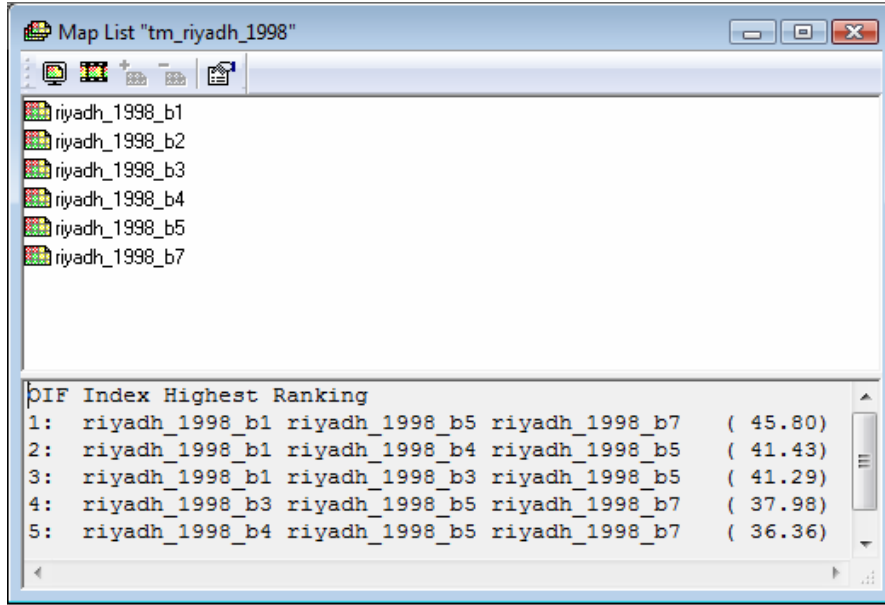 Map List "tm_riyadh_1998"
riyadh_1998_b1
riyadh_1998_b2
riyadh_1998_b3
riyadh_1998_b4
riyadh_1998_b5
riyadh_1998_b7
OIF Index Highest Ranking
1: riyadh_1998_b1 riyadh_1998_b5 riyadh_1998_b7 ( 45.80)
2: riyadh_1998_b1 riyadh_1998_b4 riyadh_1998_b5 ( 41.43)
3: riyadh_1998_b1 riyadh_1998_b3 riyadh_1998_b5 ( 41.29)
4: riyadh_1998_b3 riyadh_1998_b5 riyadh_1998_b7 ( 37.98)
5: riyadh_1998_b4 riyadh_1998_b5 riyadh_1998_b7 ( 36.36)